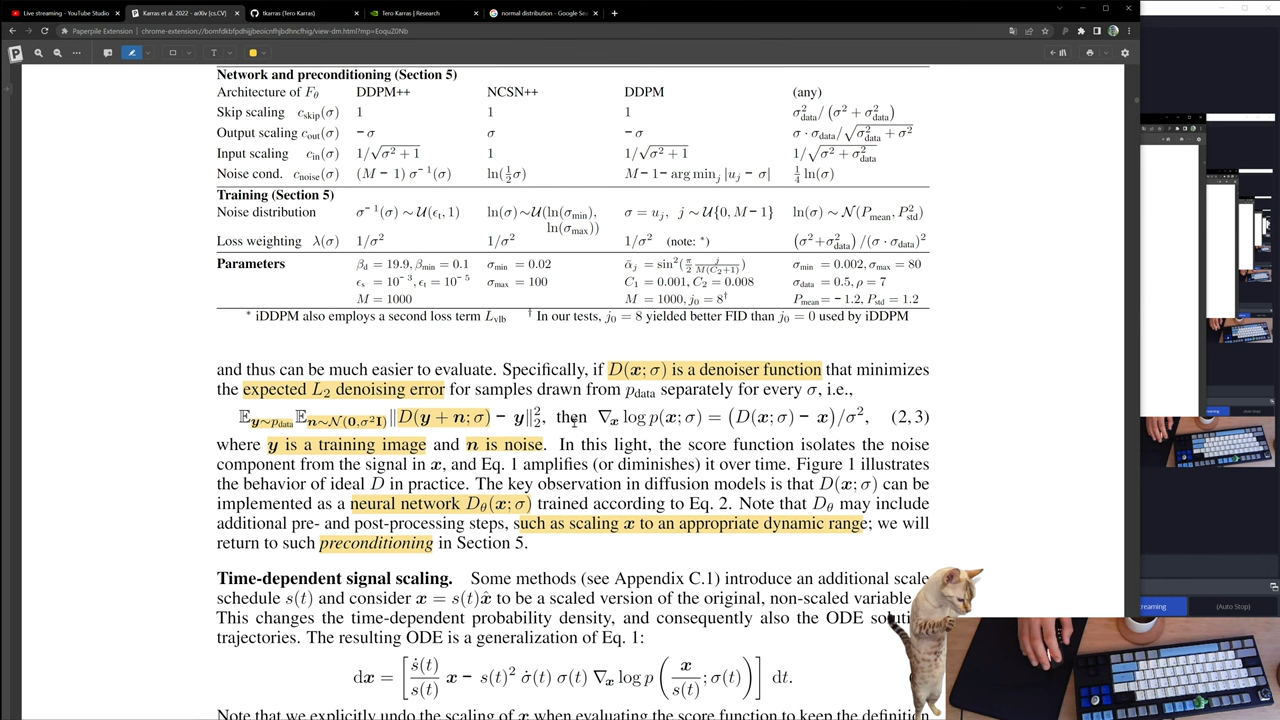 Live streaming - YouTube Studio
Karras et al. 2022 - arXiv [cs.CV]
tkarras (Tero Karras)
NVIDIA Tero Karras | Research
normal distribution - Google Sea
Paperpile Extension | chrome-extension://bomfdkbfpdhijjbeoicnfhjbdhncfhig/view-dm.html?mp=EoquZ0Nb
Network and preconditioning (Section 5)
Architecture of F_θ DDPM++ NCSN++ DDPM (any)
Skip scaling c_skip(σ) 1 1 1 σ²_data/(σ² + σ²_data)
Output scaling c_out(σ) −σ σ −σ σ · σ_data/√(σ²_data + σ²)
Input scaling c_in(σ) 1/√(σ² + 1) 1 1/√(σ² + 1) 1/√(σ² + σ²_data)
Noise cond. c_noise(σ) (M − 1) σ⁻¹(σ) ln(½σ) M − 1 − arg min_j |u_j − σ| ¼ ln(σ)
Training (Section 5)
Noise distribution σ⁻¹(σ) ∼ U(ε_t, 1) ln(σ) ∼ U(ln(σ_min), ln(σ_max)) σ = u_j, j ∼ U{0, M − 1} ln(σ) ∼ N(P_mean, P²_std)
Loss weighting λ(σ) 1/σ² 1/σ² 1/σ² (note: *) (σ² + σ²_data)/(σ · σ_data)²
Parameters β_d = 19.9, β_min = 0.1 σ_min = 0.02 ᾱ_j = sin²(π/2 j/(M(C₂+1))) σ_min = 0.002, σ_max = 80
ε_s = 10⁻³, ε_t = 10⁻⁵ σ_max = 100 C₁ = 0.001, C₂ = 0.008 σ_data = 0.5, ρ = 7
M = 1000 M = 1000, j₀ = 8† P_mean = −1.2, P_std = 1.2
* iDDPM also employs a second loss term L_vlb † In our tests, j₀ = 8 yielded better FID than j₀ = 0 used by iDDPM
and thus can be much easier to evaluate. Specifically, if D(x; σ) is a denoiser function that minimizes
the expected L₂ denoising error for samples drawn from p_data separately for every σ, i.e.,
𝔼_y∼p_data 𝔼_n∼N(0,σ²I) ‖D(y + n; σ) − y‖²₂, then ∇_x log p(x; σ) = (D(x; σ) − x)/σ², (2, 3)
where y is a training image and n is noise. In this light, the score function isolates the noise
component from the signal in x, and Eq. 1 amplifies (or diminishes) it over time. Figure 1 illustrates
the behavior of ideal D in practice. The key observation in diffusion models is that D(x; σ) can be
implemented as a neural network D_θ(x; σ) trained according to Eq. 2. Note that D_θ may include
additional pre- and post-processing steps, such as scaling x to an appropriate dynamic range; we will
return to such preconditioning in Section 5.
Time-dependent signal scaling. Some methods (see Appendix C.1) introduce an additional scale
schedule s(t) and consider x = s(t)x̂ to be a scaled version of the original, non-scaled variable
This changes the time-dependent probability density, and consequently also the ODE
trajectories. The resulting ODE is a generalization of Eq. 1:
dx = [ṡ(t)/s(t) x − s(t)² σ̇(t) σ(t) ∇_x log p(x/s(t); σ(t))] dt.
Note that we explicitly undo the scaling of x when evaluating the score function to keep the definition
(Auto Stop)